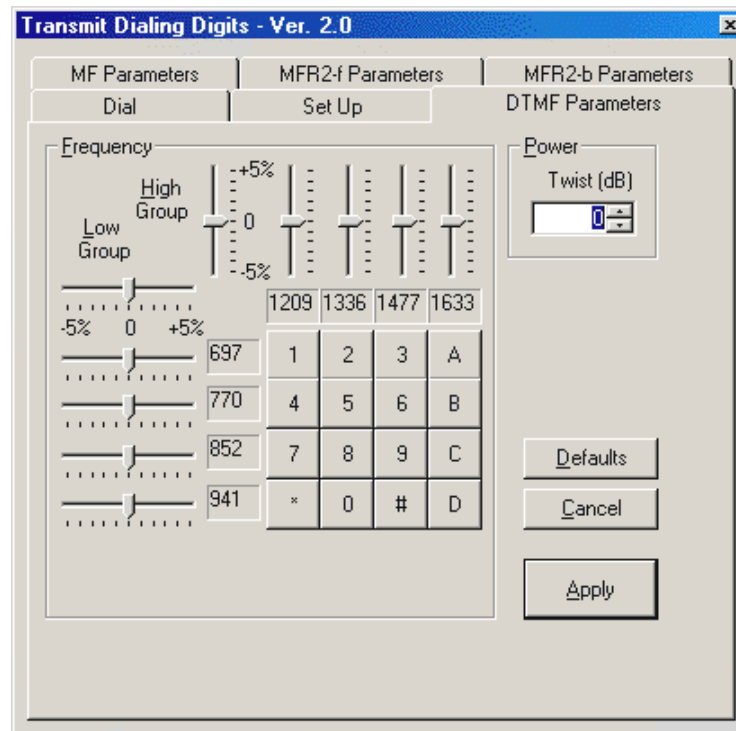 Transmit Dialing Digits - Ver. 2.0
MF Parameters MFR2-f Parameters MFR2-b Parameters
Dial Set Up DTMF Parameters
Frequency
Power
+5%
High Group
0
-5%
Low Group
Twist (dB)
0
-5% 0 +5%
1209 1336 1477 1633
697 1 2 3 A
770 4 5 6 B
852 7 8 9 C
941 * 0 # D
Defaults
Cancel
Apply